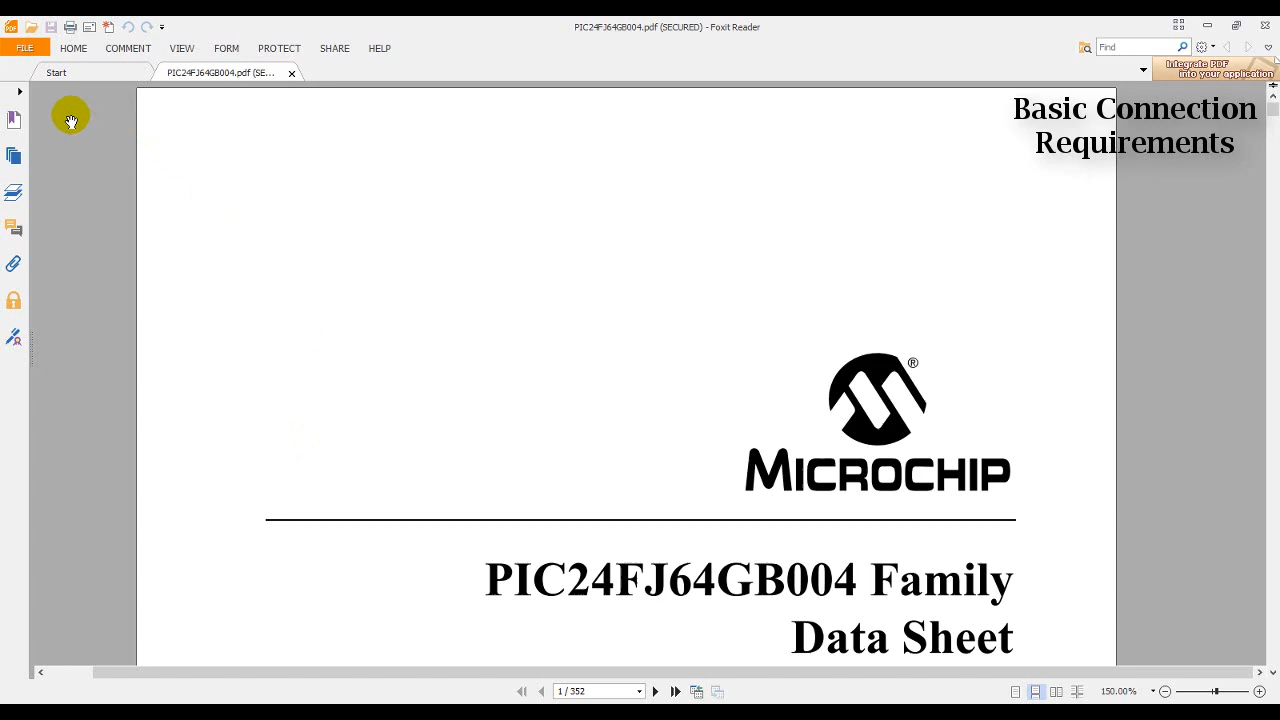 PIC24FJ64GB004.pdf (SECURED) - Foxit Reader
FILE HOME COMMENT VIEW FORM PROTECT SHARE HELP
Find
Start
PIC24FJ64GB004.pdf (SE...
Integrate PDF
into your application
Basic Connection
Requirements
®
MICROCHIP
PIC24FJ64GB004 Family
Data Sheet
1 / 352
150.00%